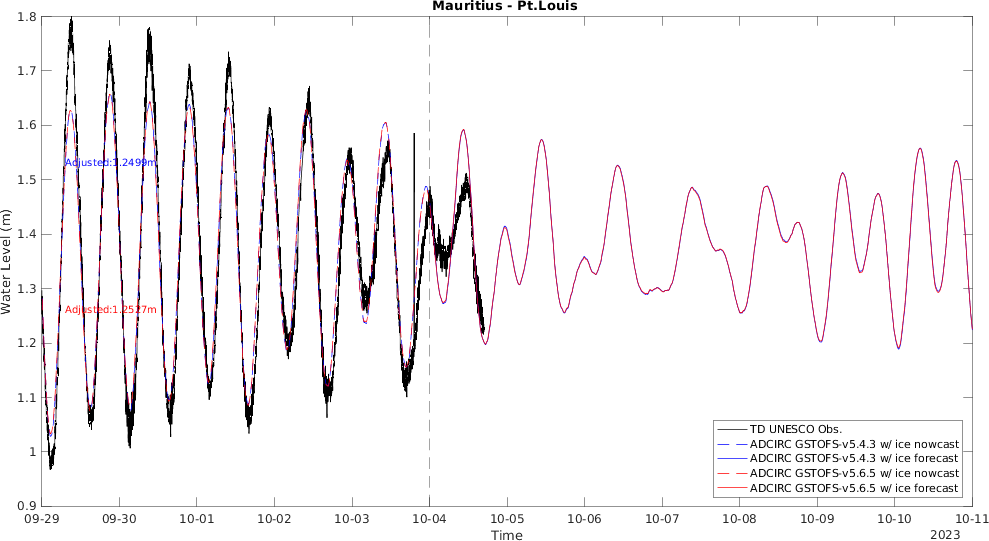 Mauritius - Pt.Louis
1.8
1.7
1.6
1.5
1.4
1.3
1.2
1.1
1
0.9
Water Level (m)
Adjusted:1.2499m
Adjusted:1.2527m
TD UNESCO Obs.
ADCIRC GSTOFS-v5.4.3 w/ ice nowcast
ADCIRC GSTOFS-v5.4.3 w/ ice forecast
ADCIRC GSTOFS-v5.6.5 w/ ice nowcast
ADCIRC GSTOFS-v5.6.5 w/ ice forecast
09-29 09-30 10-01 10-02 10-03 10-04 10-05 10-06 10-07 10-08 10-09 10-10 10-11
Time
2023